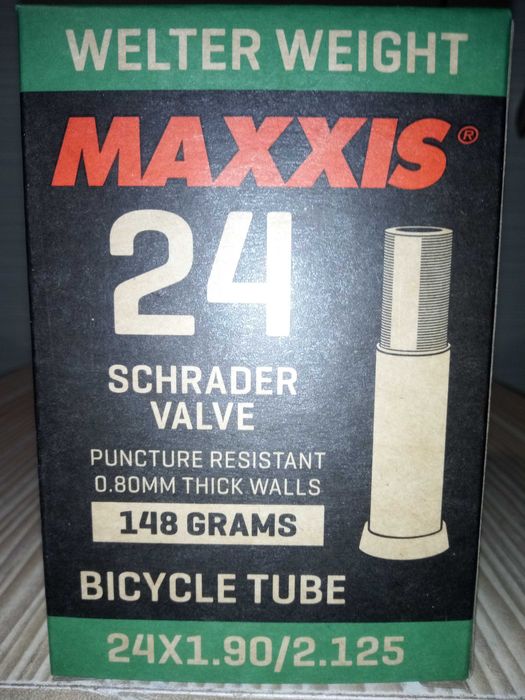 WELTER WEIGHT
MAXXIS®
24
SCHRADER
VALVE
PUNCTURE RESISTANT
0.80MM THICK WALLS
148 GRAMS
BICYCLE TUBE
24X1.90/2.125